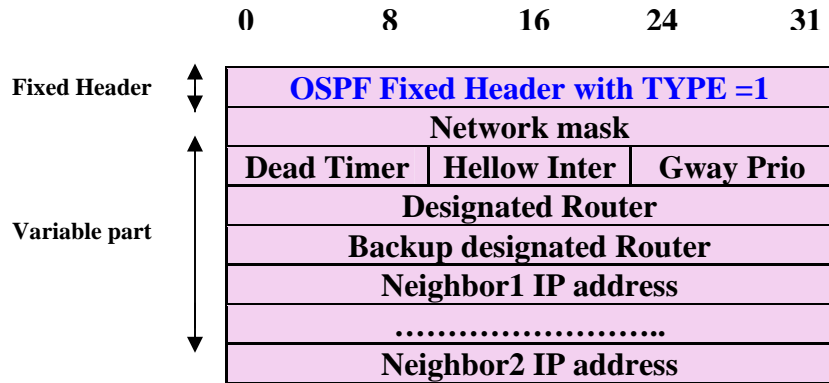 0 8 16 24 31
Fixed Header
OSPF Fixed Header with TYPE =1
Network mask
Dead Timer Hellow Inter Gway Prio
Designated Router
Variable part
Backup designated Router
Neighbor1 IP address
……………………..
Neighbor2 IP address